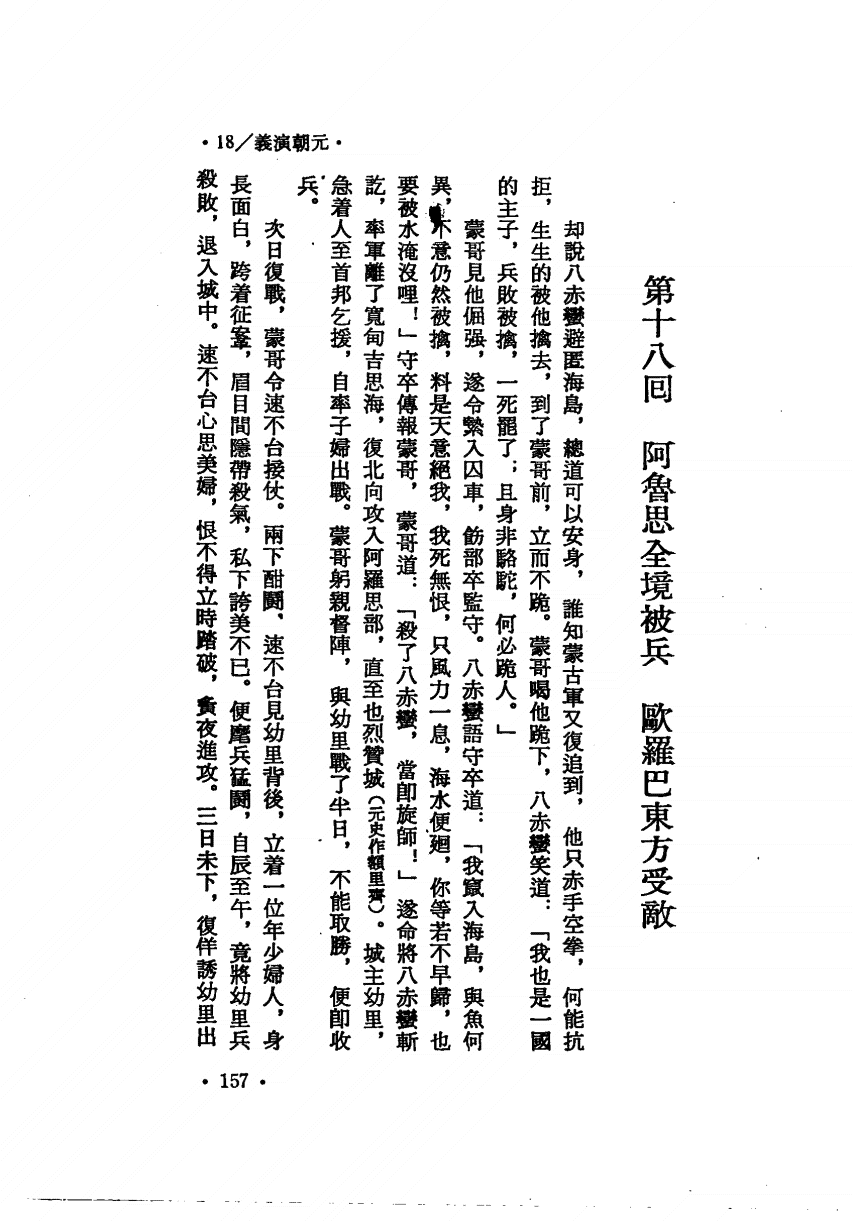 ·18/義演朝元·
第十八回　阿魯思全境被兵　歐羅巴東方受敵
却說八赤蠻避匿海島，總道可以安身，誰知蒙古軍又復追到，他只赤手空拳，何能抗
拒，生生的被他擒去，到了蒙哥前，立而不跪。蒙哥喝他跪下，八赤蠻笑道：「我也是一國
的主子，兵敗被擒，一死罷了；且身非駱駝，何必跪人。」
蒙哥見他倔强，遂令縶入囚車，飭部卒監守。八赤蠻語守卒道：「我竄入海島，與魚何
異，不意仍然被擒，料是天意絕我，我死無恨，只風力一息，海水便廻，你等若不早歸，也
要被水淹沒哩！」守卒傳報蒙哥，蒙哥道：「殺了八赤蠻，當卽旋師！」遂命將八赤蠻斬
訖，率軍離了寬甸吉思海，復北向攻入阿羅思部，直至也烈贊城（元史作額里齊）。城主幼里，
急着人至首邦乞援，自率子婦出戰。蒙哥躬親督陣，與幼里戰了半日，不能取勝，便卽收
兵。
次日復戰，蒙哥令速不台接仗。兩下酣鬭、速不台見幼里背後，立着一位年少婦人，身
長面白，跨着征鞍，眉目間隱帶殺氣，私下誇美不已。便麾兵猛鬭，自辰至午，竟將幼里兵
殺敗，退入城中。速不台心思美婦，恨不得立時踏破，夤夜進攻。三日未下，復佯誘幼里出
·157·